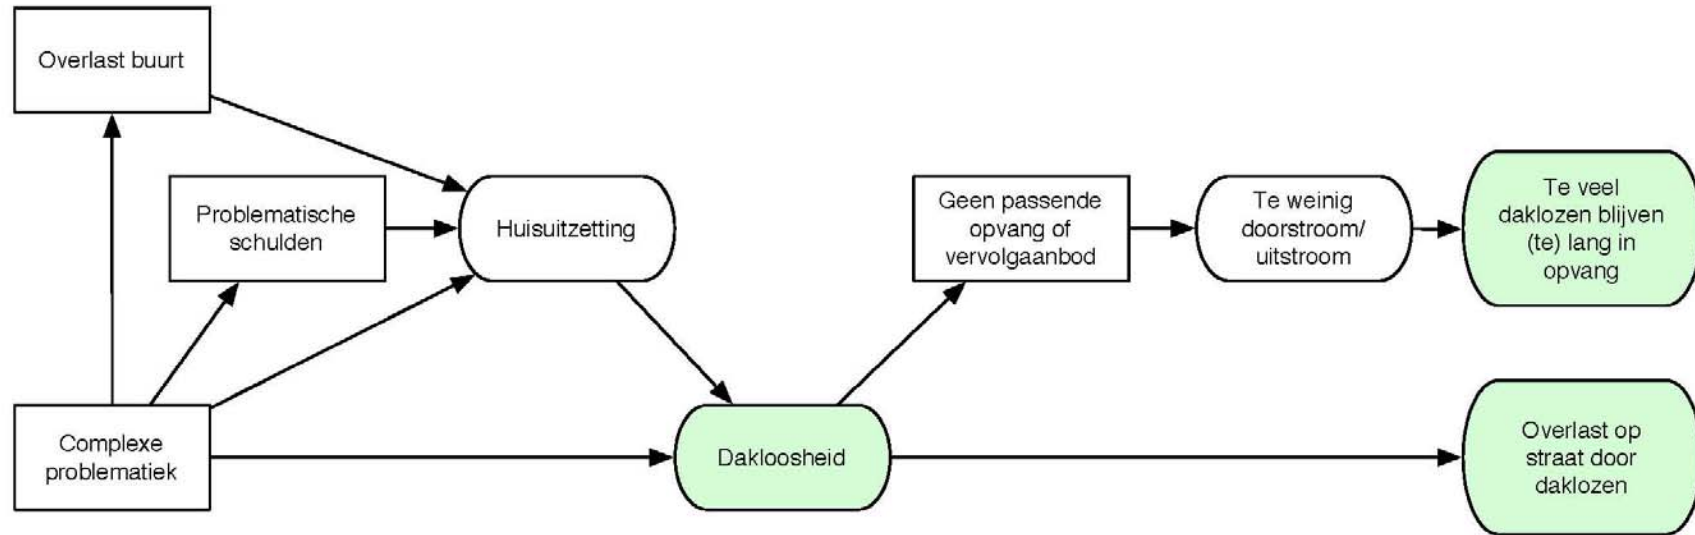 Overlast buurt
Problematische
schulden
Huisuitzetting
Geen passende
opvang of
vervolgaanbod
Te weinig
doorstroom/
uitstroom
Te veel
daklozen blijven
(te) lang in
opvang
Complexe
problematiek
Dakloosheid
Overlast op
straat door
daklozen